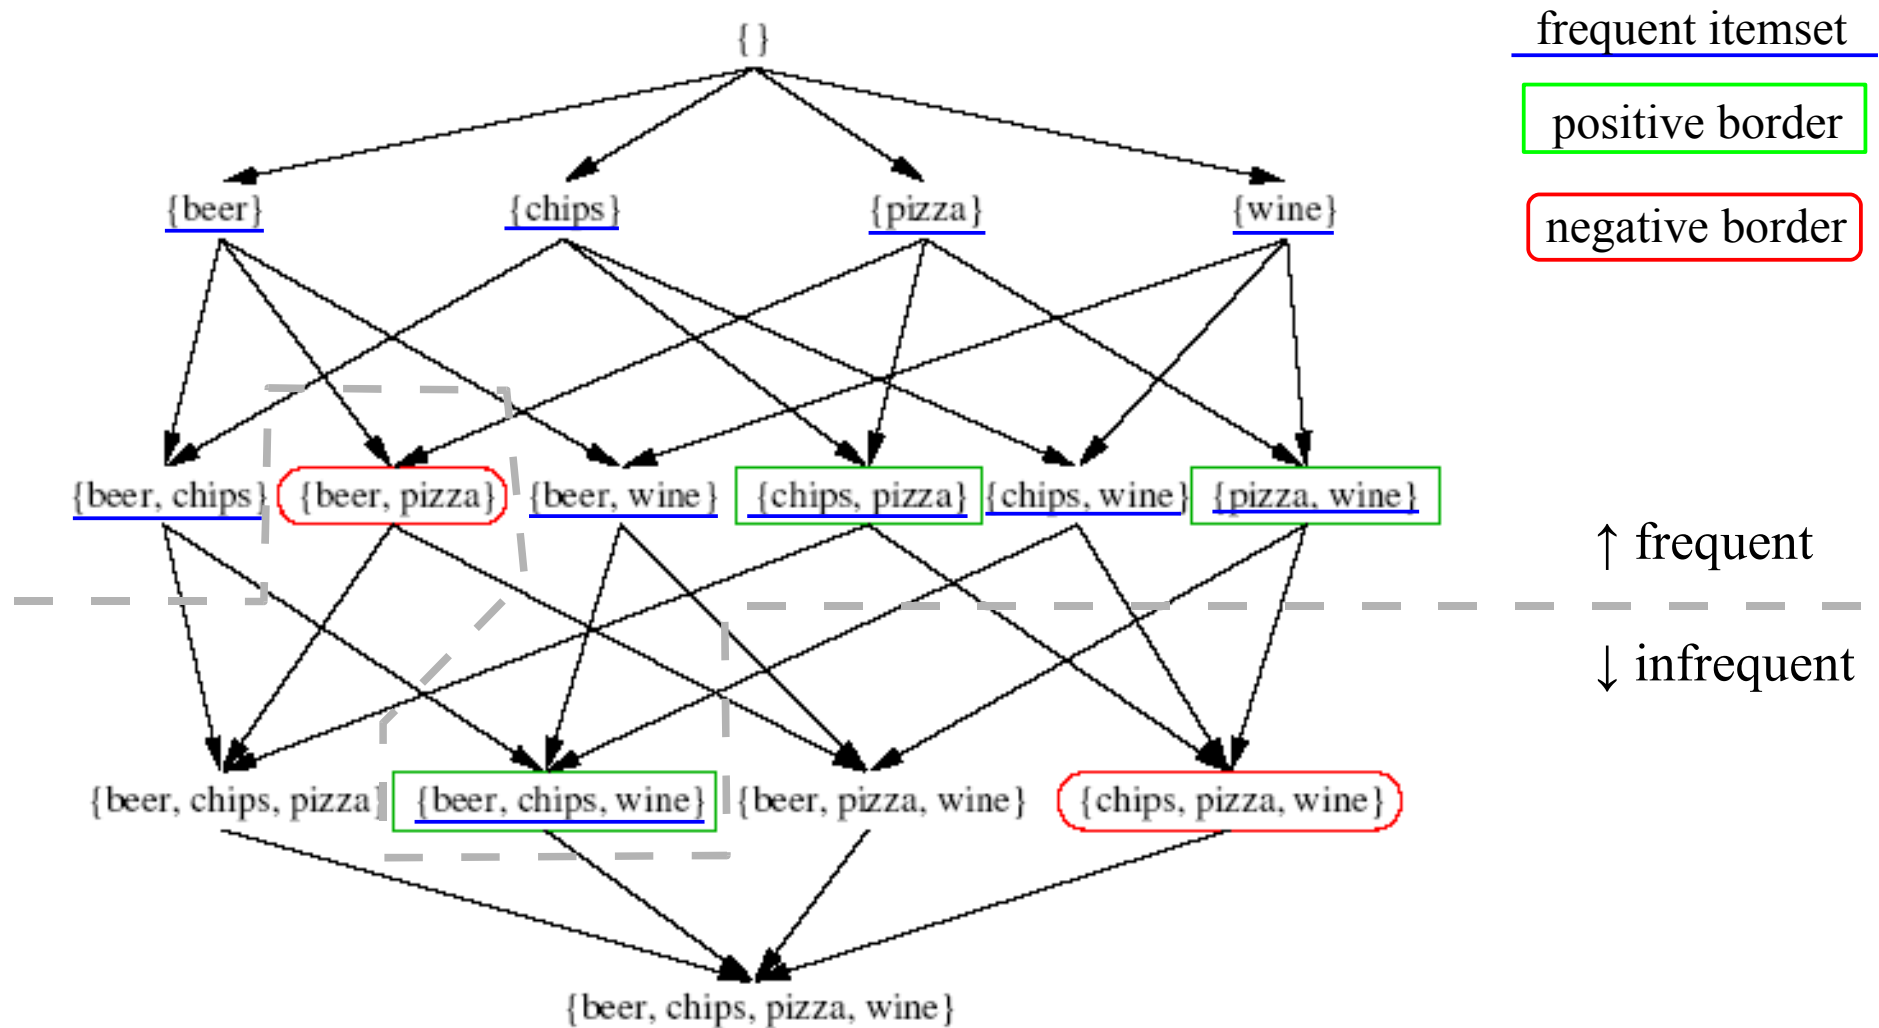 {}
frequent itemset
positive border
negative border
{beer} {chips} {pizza} {wine}
{beer, chips} {beer, pizza} {beer, wine} {chips, pizza} {chips, wine} {pizza, wine}
↑ frequent
↓ infrequent
{beer, chips, pizza} {beer, chips, wine} {beer, pizza, wine} {chips, pizza, wine}
{beer, chips, pizza, wine}